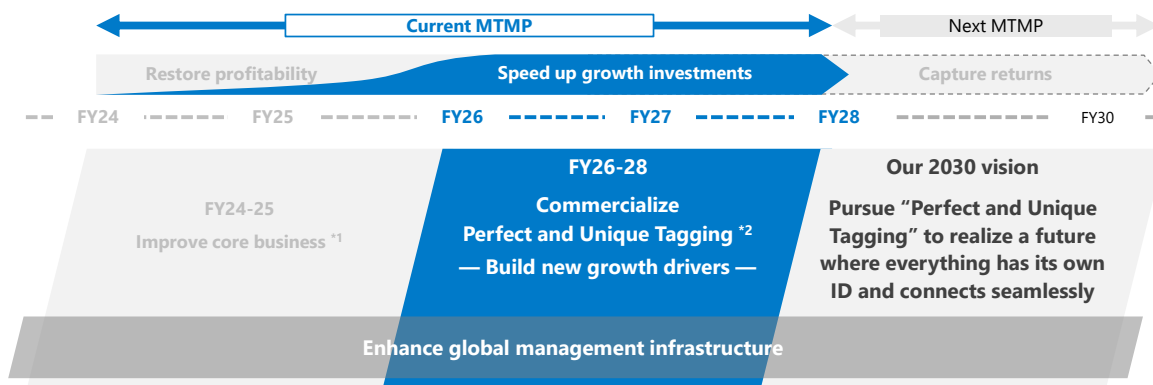 Current MTMP
Next MTMP
Restore profitability
Speed up growth investments
Capture returns
FY24
FY25
FY26
FY27
FY28
FY30
FY24-25
Improve core business *1
FY26-28
Commercialize
Perfect and Unique Tagging *2
— Build new growth drivers —
Our 2030 vision
Pursue “Perfect and Unique
Tagging” to realize a future
where everything has its own
ID and connects seamlessly
Enhance global management infrastructure